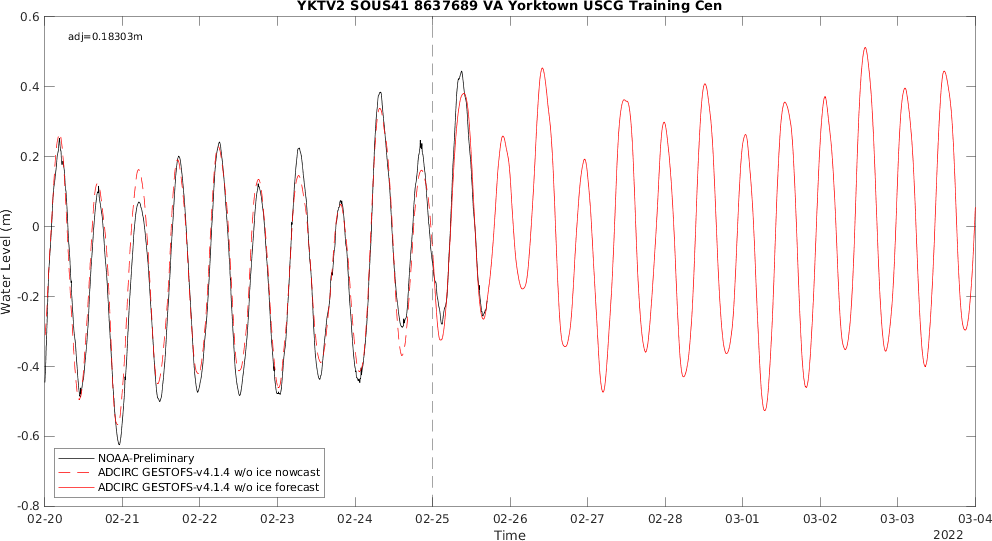 YKTV2 SOUS41 8637689 VA Yorktown USCG Training Cen
adj=0.18303m
0.6
0.4
0.2
0
-0.2
-0.4
-0.6
-0.8
Water Level (m)
NOAA-Preliminary
ADCIRC GESTOFS-v4.1.4 w/o ice nowcast
ADCIRC GESTOFS-v4.1.4 w/o ice forecast
02-20 02-21 02-22 02-23 02-24 02-25 02-26 02-27 02-28 03-01 03-02 03-03 03-04
Time
2022